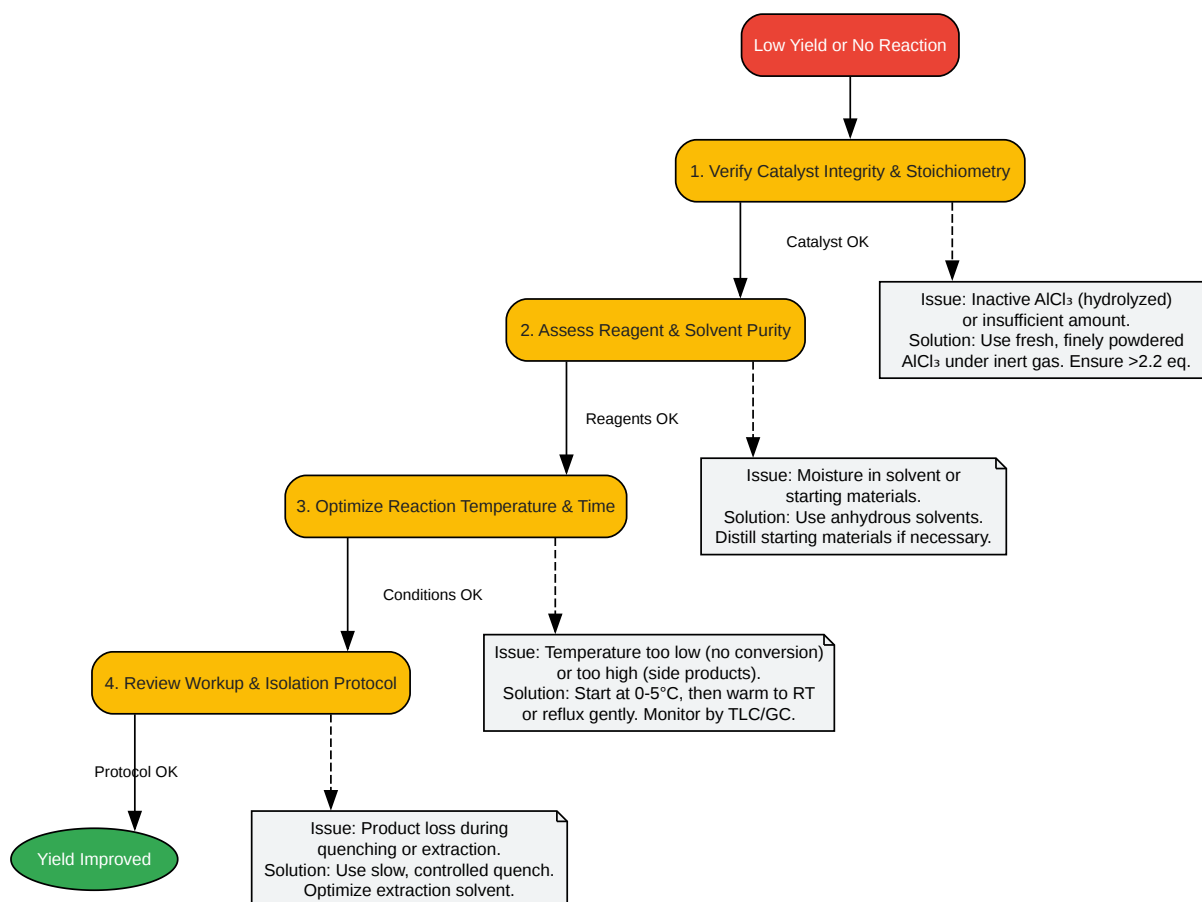 Low Yield or No Reaction
1. Verify Catalyst Integrity & Stoichiometry
Catalyst OK
Issue: Inactive AlCl₃ (hydrolyzed)
or insufficient amount.
Solution: Use fresh, finely powdered
AlCl₃ under inert gas. Ensure >2.2 eq.
2. Assess Reagent & Solvent Purity
Reagents OK
Issue: Moisture in solvent or
starting materials.
Solution: Use anhydrous solvents.
Distill starting materials if necessary.
3. Optimize Reaction Temperature & Time
Conditions OK
Issue: Temperature too low (no conversion)
or too high (side products).
Solution: Start at 0-5°C, then warm to RT
or reflux gently. Monitor by TLC/GC.
4. Review Workup & Isolation Protocol
Protocol OK
Issue: Product loss during
quenching or extraction.
Solution: Use slow, controlled quench.
Optimize extraction solvent.
Yield Improved